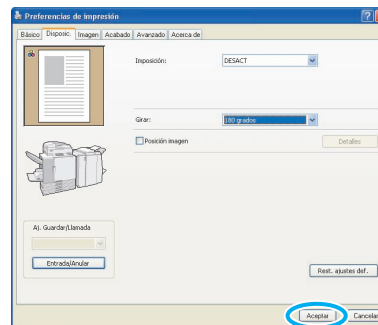 Preferencias de impresión
Básico Disposic. Imagen Acabado Avanzado Acerca de
Imposición: DESACT
Girar: 180 grados
Posición imagen Detalles
Aj. Guardar/Llamada
Entrada/Anular
Rest. ajustes def.
Aceptar Cancelar